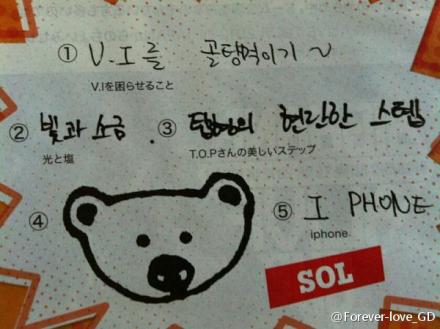 ① V.I를 골탕먹이기 ~
V.Iを困らせること
② 빛과 소금
光と塩
③ 탑형의 현란한 스텝
T.O.Pさんの美しいステップ
④
⑤ I PHONE
iphone
SOL
@Forever-love_GD